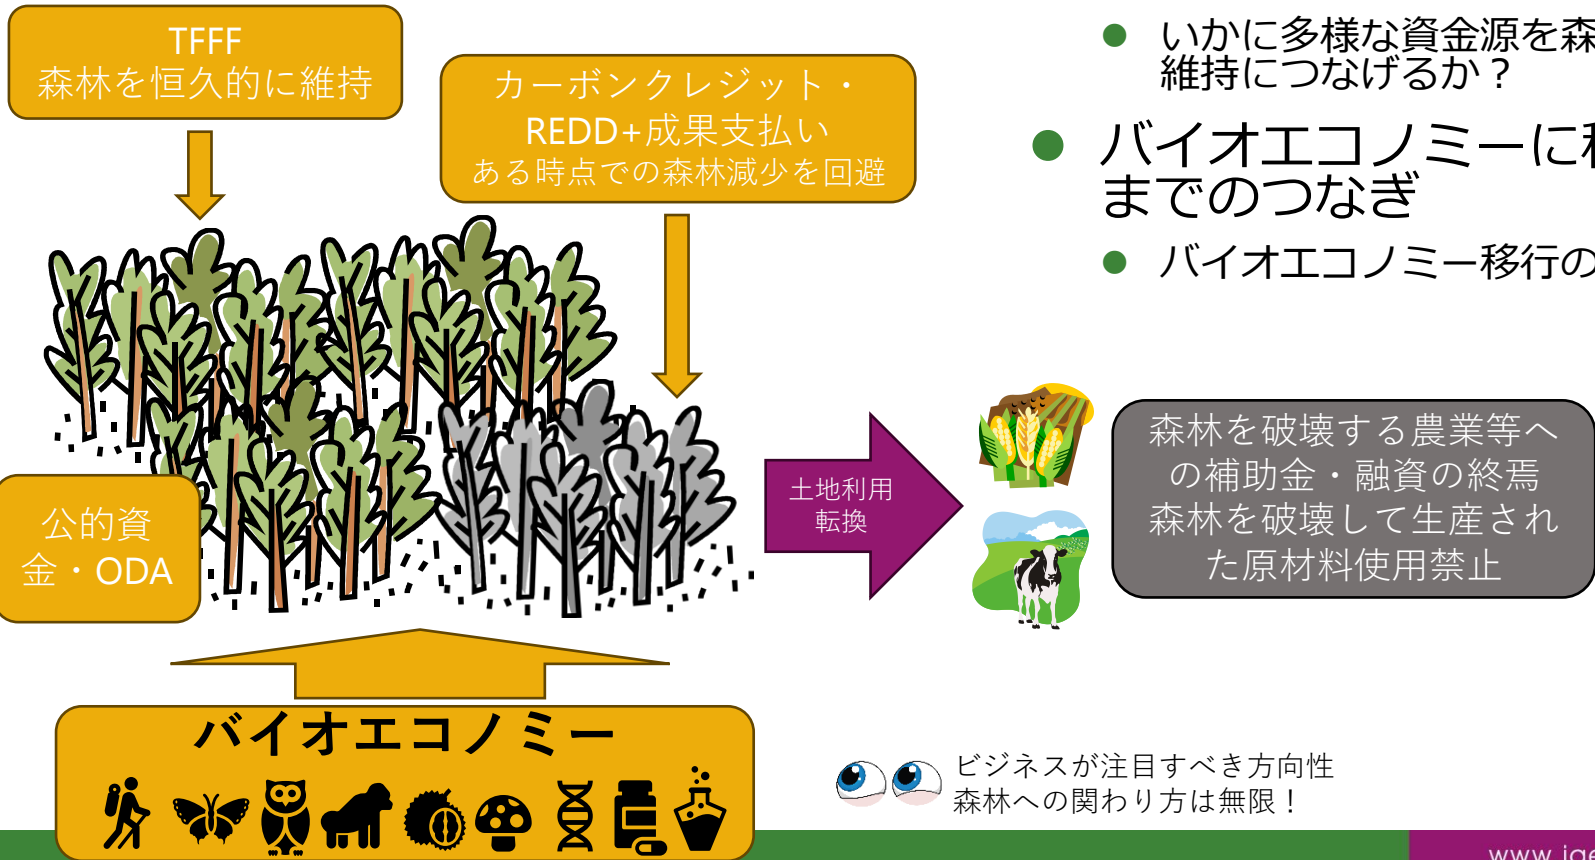 TFFF
森林を恒久的に維持
カーボンクレジット・
REDD+成果支払い
ある時点での森林減少を回避
いかに多様な資金源を森
維持につなげるか？
バイオエコノミーに
までのつなぎ
バイオエコノミー移行の
公的資
金・ODA
土地利用
転換
森林を破壊する農業等へ
の補助金・融資の終焉
森林を破壊して生産され
た原材料使用禁止
バイオエコノミー
ビジネスが注目すべき方向性
森林への関わり方は無限！
www.ige